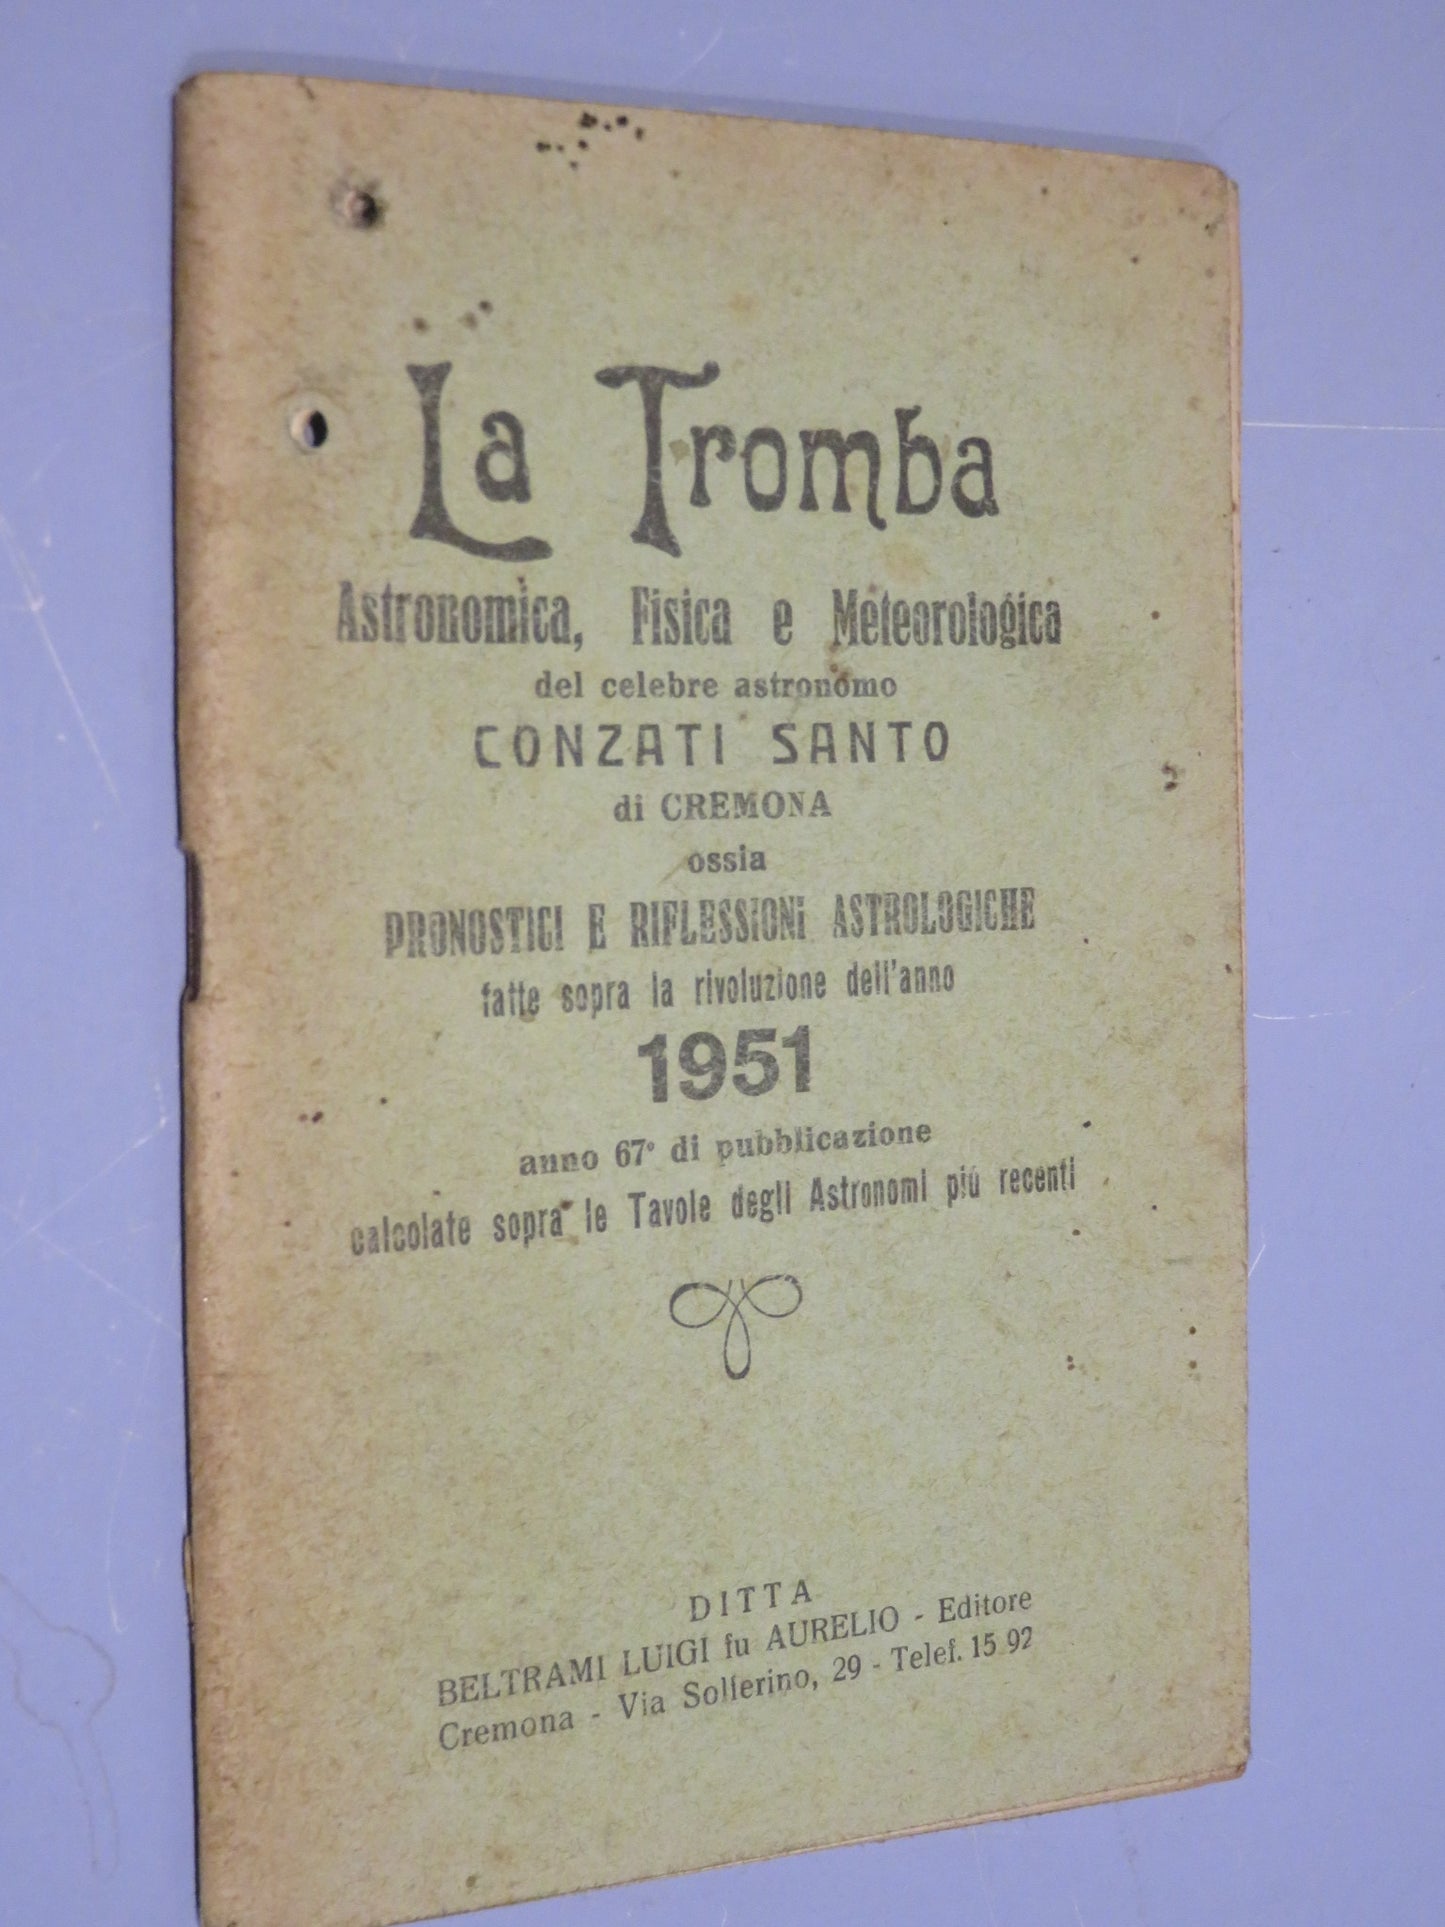 La Tromba
Astronomica, Fisica e Meteorologica
del celebre astronomo
CONZATI SANTO
di CREMONA
ossia
PRONOSTICI E RIFLESSIONI ASTROLOGICHE
fatte sopra la rivoluzione dell'anno
1951
anno 67° di pubblicazione
calcolate sopra le Tavole degli Astronomi più recenti
DITTA
BELTRAMI LUIGI fu AURELIO - Editore
Cremona - Via Solferino, 29 - Telef. 15 92